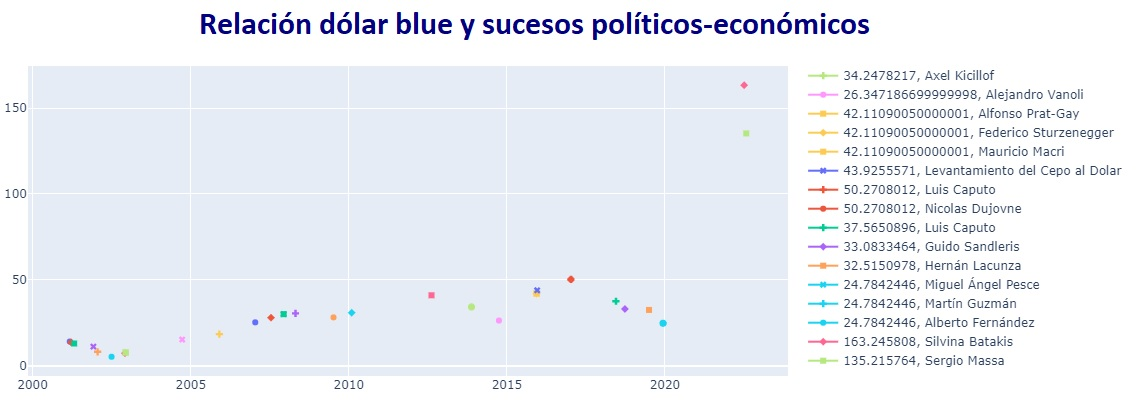 Relación dólar blue y sucesos políticos-económicos
150
100
50
0
2000
2005
2010
2015
2020
34.2478217, Axel Kicillof
26.347186699999998, Alejandro Vanoli
42.11090050000001, Alfonso Prat-Gay
42.11090050000001, Federico Sturzenegger
42.11090050000001, Mauricio Macri
43.9255571, Levantamiento del Cepo al Dolar
50.2708012, Luis Caputo
50.2708012, Nicolas Dujovne
37.5650896, Luis Caputo
33.0833464, Guido Sandleris
32.5150978, Hernán Lacunza
24.7842446, Miguel Ángel Pesce
24.7842446, Martín Guzmán
24.7842446, Alberto Fernández
163.245808, Silvina Batakis
135.215764, Sergio Massa